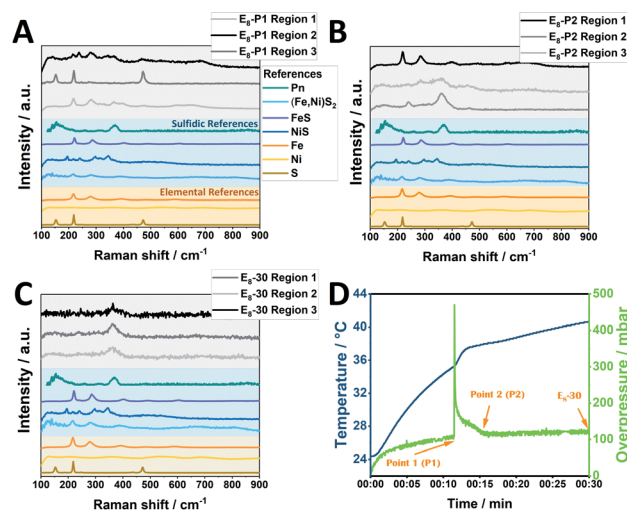 A
E₈-P1 Region 1
E₈-P1 Region 2
E₈-P1 Region 3
References
Pn
(Fe,Ni)S₂
FeS
NiS
Fe
Ni
S
Sulfidic References
Elemental References
Intensity / a.u.
100 200 300 400 500 600 700 800 900
Raman shift / cm⁻¹
B
E₈-P2 Region 1
E₈-P2 Region 2
E₈-P2 Region 3
Intensity / a.u.
100 200 300 400 500 600 700 800 900
Raman shift / cm⁻¹
C
E₈-30 Region 1
E₈-30 Region 2
E₈-30 Region 3
Intensity / a.u.
100 200 300 400 500 600 700 800 900
Raman shift / cm⁻¹
D
Temperature / °C
44
40
36
32
28
24
Overpressure / mbar
500
400
300
200
100
0
Point 1 (P1)
Point 2 (P2)
E₈-30
00:00 00:05 00:10 00:15 00:20 00:25 00:30
Time / min